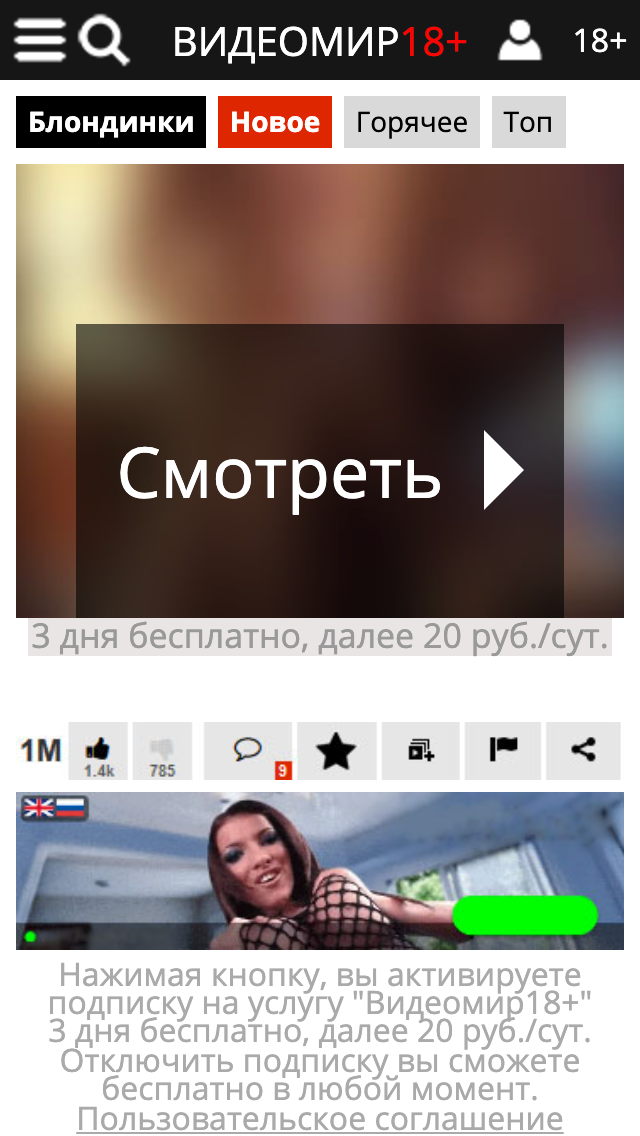 ВИДЕОМИР18+ 18+
Блондинки Новое Горячее Топ
Смотреть
3 дня бесплатно, далее 20 руб./сут.
1M 1.4k 785 9
Нажимая кнопку, вы активируете
подписку на услугу "Видеомир18+"
3 дня бесплатно, далее 20 руб./сут.
Отключить подписку вы сможете
бесплатно в любой момент.
Пользовательское соглашение